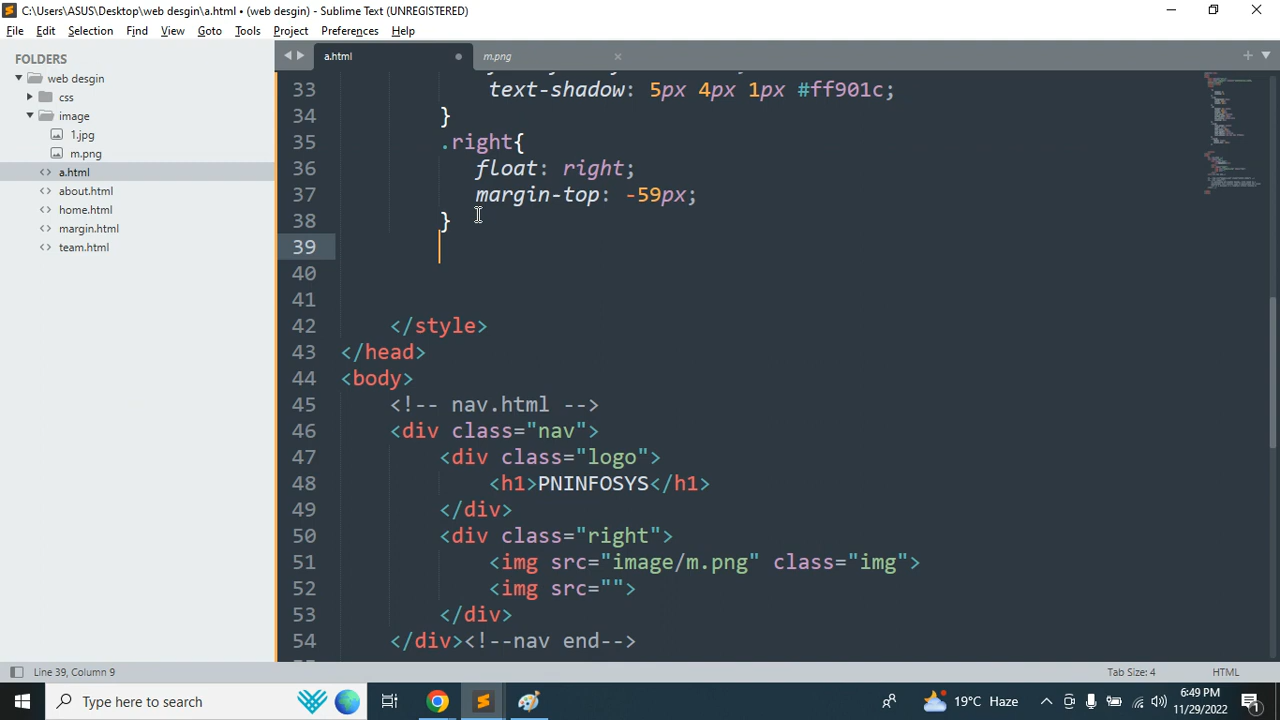 C:\Users\ASUS\Desktop\web desgin\a.html • (web desgin) - Sublime Text (UNREGISTERED)
File Edit Selection Find View Goto Tools Project Preferences Help
FOLDERS
web desgin
css
image
1.jpg
m.png
a.html
about.html
home.html
margin.html
team.html
a.html
m.png
33 text-shadow: 5px 4px 1px #ff901c;
34 }
35 .right{
36 float: right;
37 margin-top: -59px;
38 }
39
40
41
42 </style>
43 </head>
44 <body>
45 <!-- nav.html -->
46 <div class="nav">
47 <div class="logo">
48 <h1>PNINFOSYS</h1>
49 </div>
50 <div class="right">
51 <img src="image/m.png" class="img">
52 <img src="">
53 </div>
54 </div><!--nav end-->
Line 39, Column 9
Tab Size: 4
HTML
Type here to search
19°C Haze
6:49 PM
11/29/2022
1